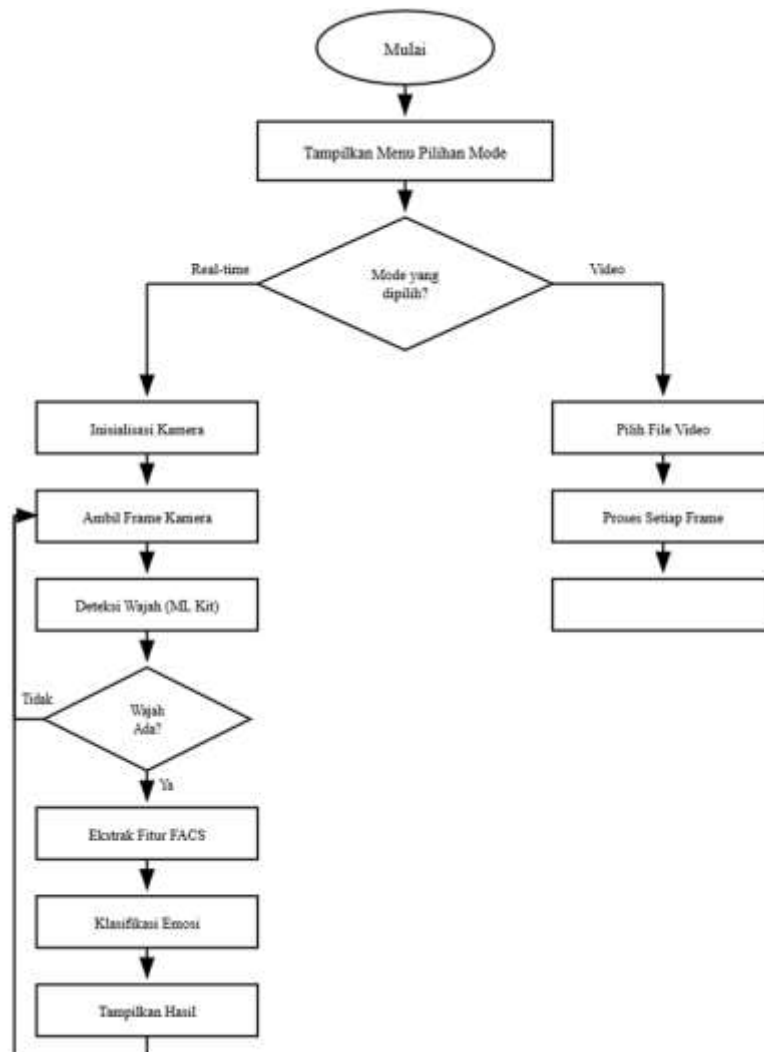 Mulai
Tampilkan Menu Pilihan Mode
Real-time
Mode yang
dipilih?
Video
Inisialisasi Kamera
Pilih File Video
Ambil Frame Kamera
Proses Setiap Frame
Deteksi Wajah (ML Kit)
Tidak
Wajah
Ada?
Ya
Ekstrak Fitur FACS
Klasifikasi Emosi
Tampilkan Hasil